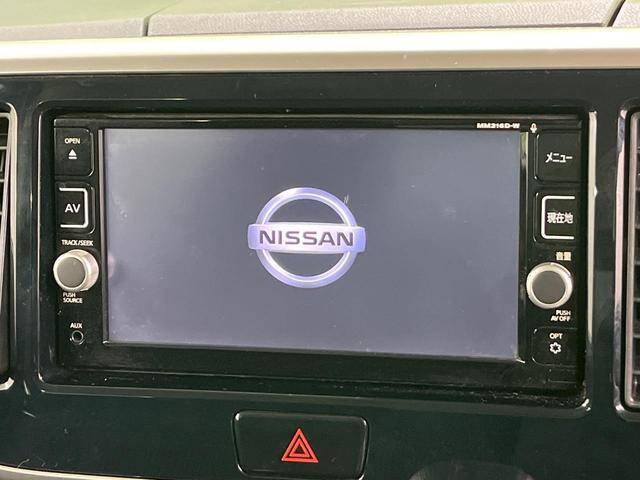 MM316D-W
OPEN
メニュー
AV
現在地
TRACK/SEEK
音量
NISSAN
PUSH
SOURCE
PUSH
AV OFF
AUX
OPT